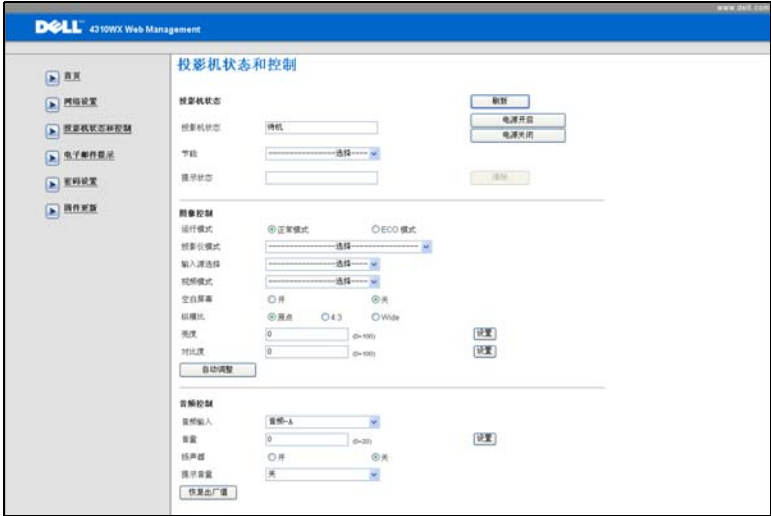 www.dell.com
DELL 4310WX Web Management
首页
网络设置
投影机状态和控制
电子邮件提示
密码设置
固件更新
投影机状态和控制
投影机状态 刷新
投影机状态 待机 电源开启
电源关闭
节能 ----------------选择----
提示状态 清除
图像控制
运行模式 正常模式 ECO 模式
投影仪模式 ----------------选择----------------
输入源选择 ----------------选择----
视频模式 ----------------选择----
空白屏幕 开 关
纵横比 原点 4:3 Wide
亮度 0 (0~100) 设置
对比度 0 (0~100) 设置
自动调整
音频控制
音频输入 音频-A
音量 0 (0~20) 设置
扬声器 开 关
提示音量 关
恢复出厂值